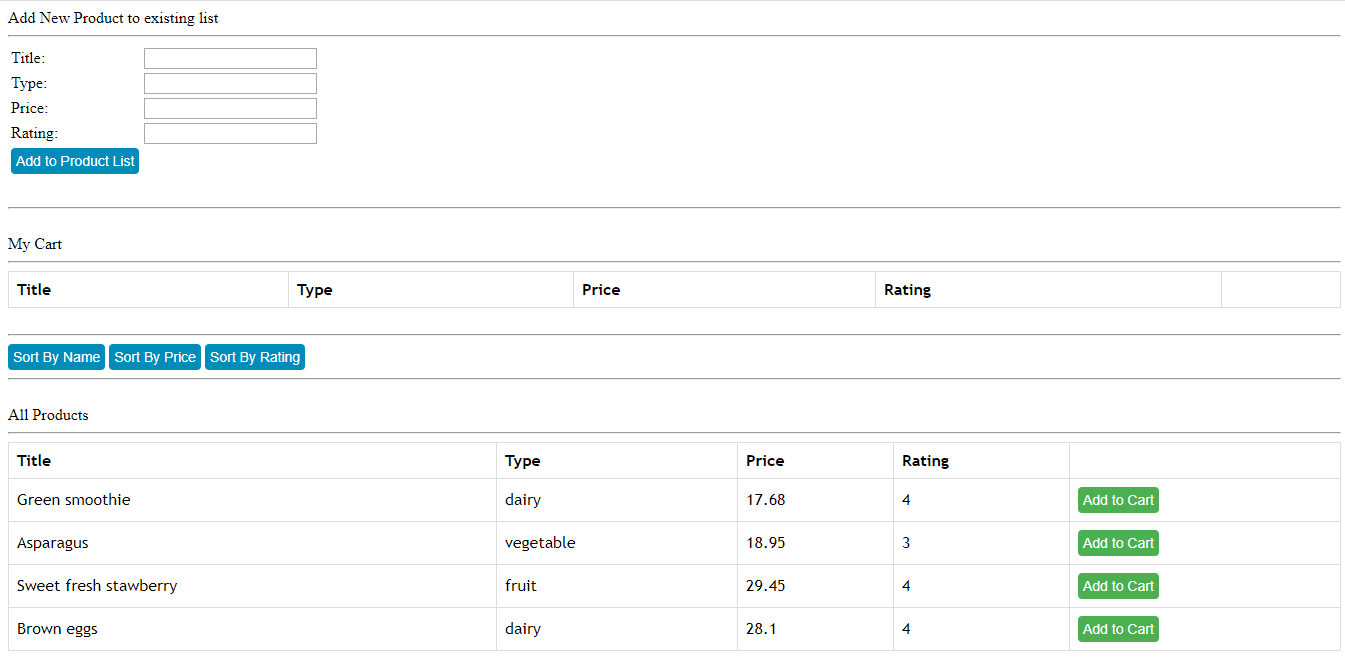 Add New Product to existing list
Title:
Type:
Price:
Rating:
Add to Product List
My Cart
Title Type Price Rating
Sort By Name Sort By Price Sort By Rating
All Products
Title Type Price Rating
Green smoothie dairy 17.68 4 Add to Cart
Asparagus vegetable 18.95 3 Add to Cart
Sweet fresh stawberry fruit 29.45 4 Add to Cart
Brown eggs dairy 28.1 4 Add to Cart